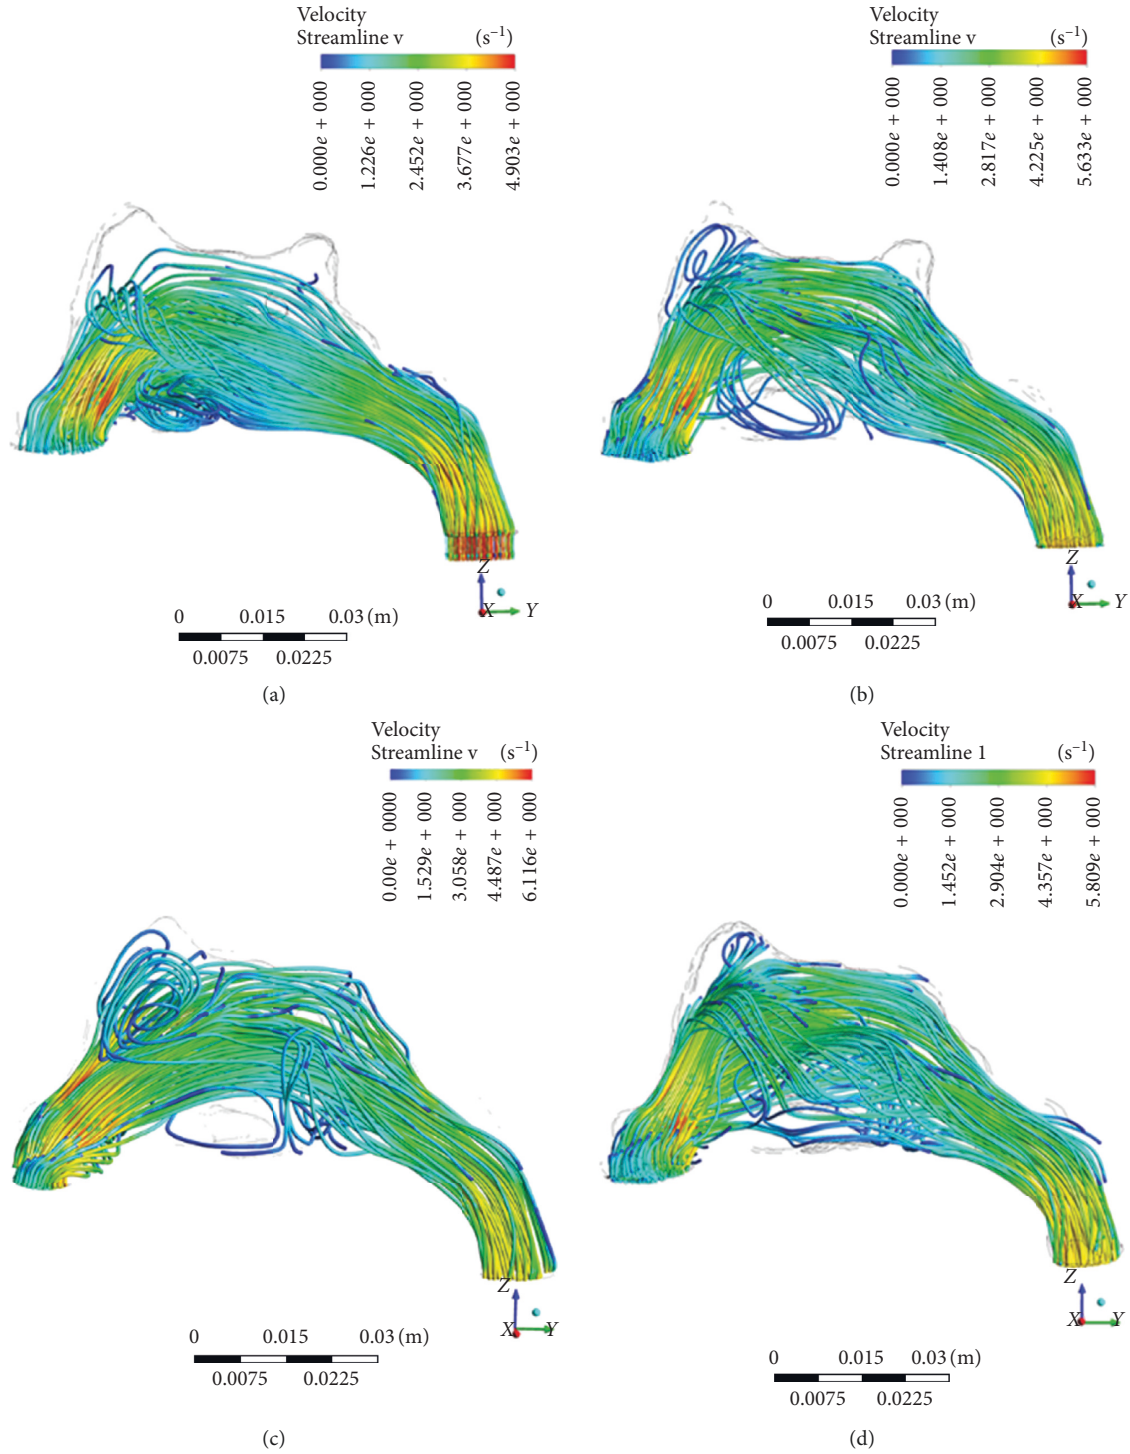 Velocity
Streamline v (s⁻¹)
0.000e + 000
1.226e + 000
2.452e + 000
3.677e + 000
4.903e + 000
Z
X Y
0 0.015 0.03 (m)
0.0075 0.0225
(a)
Velocity
Streamline v (s⁻¹)
0.000e + 000
1.408e + 000
2.817e + 000
4.225e + 000
5.633e + 000
Z
X Y
0 0.015 0.03 (m)
0.0075 0.0225
(b)
Velocity
Streamline v (s⁻¹)
0.00e + 0000
1.529e + 000
3.058e + 000
4.487e + 000
6.116e + 000
Z
X Y
0 0.015 0.03 (m)
0.0075 0.0225
(c)
Velocity
Streamline 1 (s⁻¹)
0.000e + 000
1.452e + 000
2.904e + 000
4.357e + 000
5.809e + 000
Z
X Y
0 0.015 0.03 (m)
0.0075 0.0225
(d)